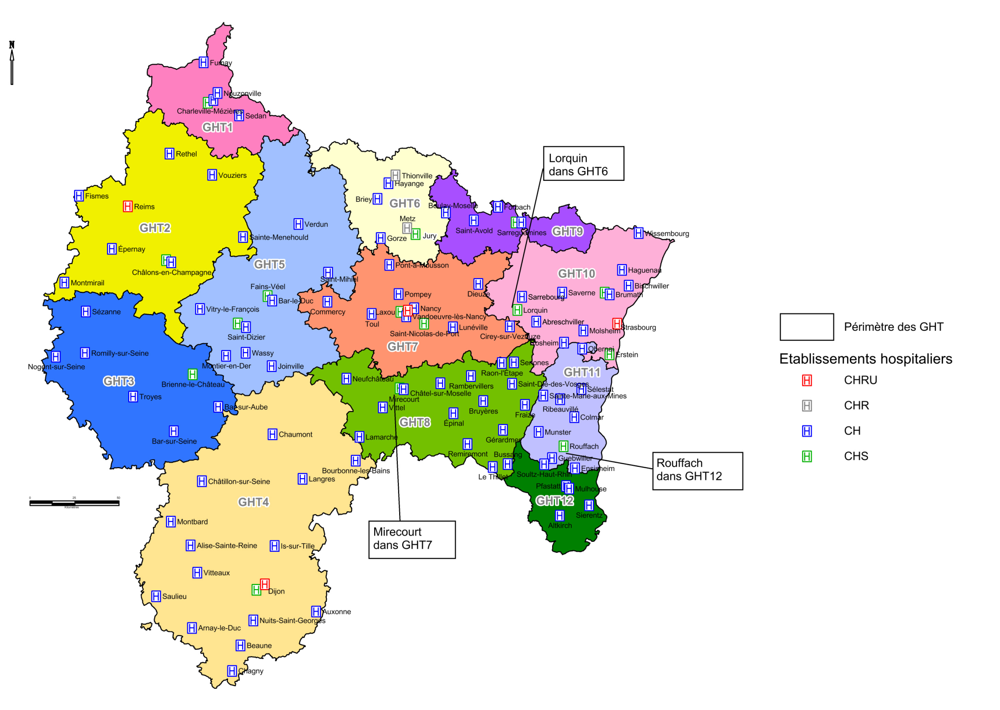 N
Fumay
Nouzonville
Charleville-Mézières
Sedan
GHT1
Rethel
Vouziers
Fismes
Reims
GHT2
Sainte-Menehould
Épernay
Châlons-en-Champagne
Montmirail
Verdun
GHT5
Saint-Mihiel
Fains-Véel
Bar-le-Duc
Vitry-le-François
Saint-Dizier
Wassy
Montier-en-Der
Joinville
Thionville
Hayange
Briey
GHT6
Metz
Jury
Gorze
Lorquin
dans GHT6
Boulay-Moselle
Forbach
Saint-Avold
Sarreguemines
GHT9
Wissembourg
GHT10
Haguenau
Bischwiller
Saverne
Brumath
Sarrebourg
Lorquin
Abreschviller
Molsheim
Strasbourg
Rosheim
Obernai
Erstein
Pont-à-Mousson
Dieuze
Pompey
Commercy
Nancy
Laxou
Vandoeuvre-lès-Nancy
Toul
Saint-Nicolas-de-Port
Lunéville
Cirey-sur-Vezouze
GHT7
Sézanne
Romilly-sur-Seine
Nogent-sur-Seine
GHT3
Brienne-le-Château
Troyes
Bar-sur-Aube
Bar-sur-Seine
Neufchâteau
Senones
Raon-l'Étape
Rambervillers
Saint-Dié-des-Vosges
Châtel-sur-Moselle
Mirecourt
Vittel
Bruyères
Fraize
Épinal
GHT8
Gérardmer
Lamarche
Remiremont
Bussang
Le Thillot
GHT11
Sélestat
Sainte-Marie-aux-Mines
Ribeauvillé
Colmar
Munster
Rouffach
Guebwiller
Ensisheim
Soultz-Haut-Rhin
Rouffach
dans GHT12
Pfastatt
Mulhouse
GHT12
Sierentz
Altkirch
Chaumont
Bourbonne-les-Bains
Langres
Châtillon-sur-Seine
GHT4
Montbard
Alise-Sainte-Reine
Is-sur-Tille
Vitteaux
Dijon
Saulieu
Auxonne
Nuits-Saint-Georges
Arnay-le-Duc
Beaune
Chagny
Mirecourt
dans GHT7
0 25 50
Kilomètres
Périmètre des GHT
Etablissements hospitaliers
H CHRU
H CHR
H CH
H CHS